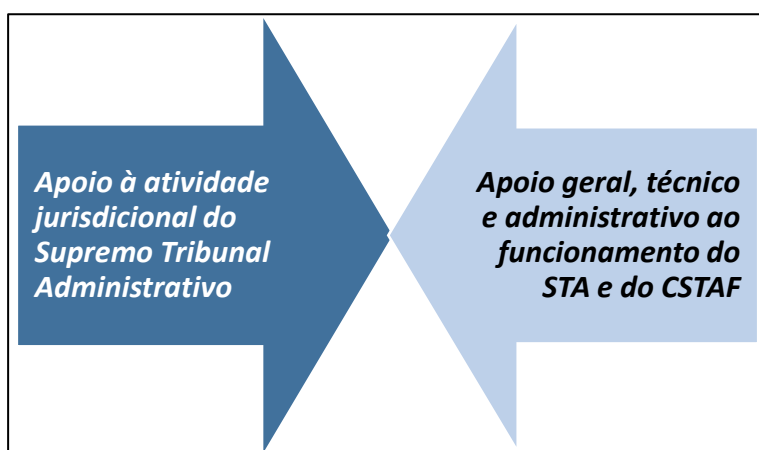 Apoio à atividade
jurisdicional do
Supremo Tribunal
Administrativo
Apoio geral, técnico
e administrativo ao
funcionamento do
STA e do CSTAF